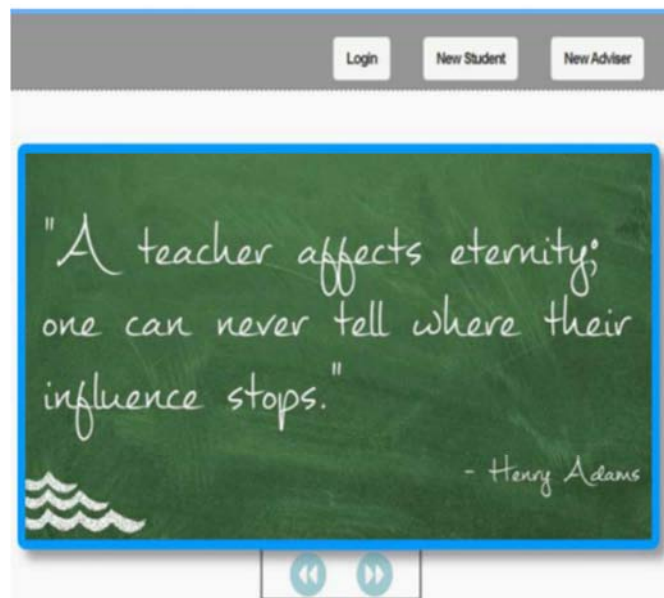 Login New Student New Adviser
"A teacher affects eternity;
one can never tell where their
influence stops."
- Henry Adams